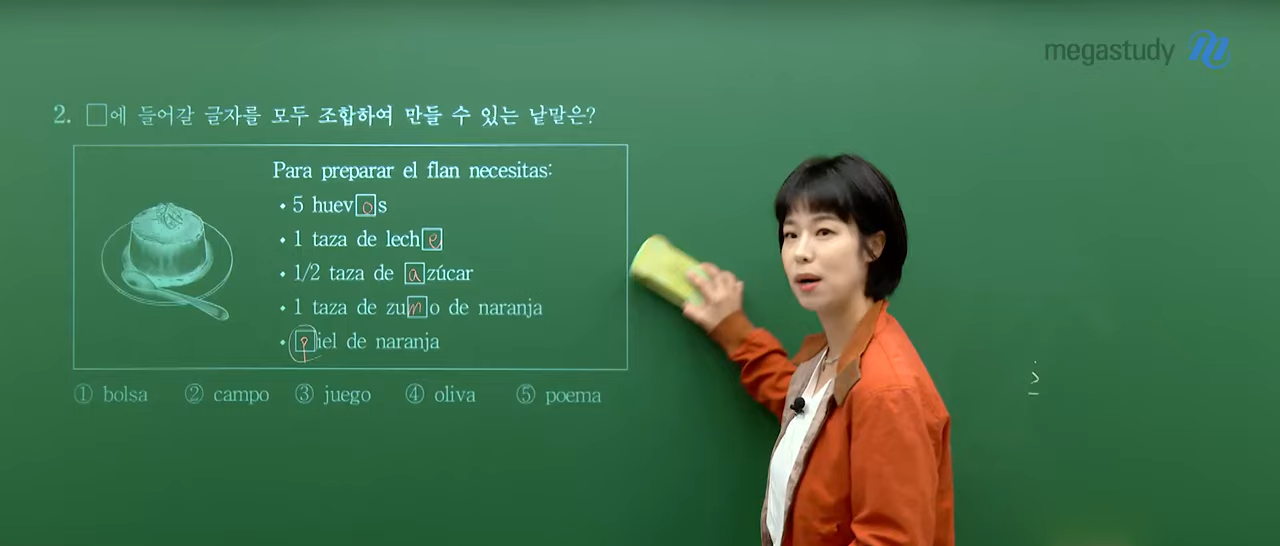 megastudy
2. □에 들어갈 글자를 모두 조합하여 만들 수 있는 낱말은?
Para preparar el flan necesitas:
• 5 huevos
• 1 taza de leche
• 1/2 taza de azúcar
• 1 taza de zumo de naranja
• piel de naranja
① bolsa ② campo ③ juego ④ oliva ⑤ poema